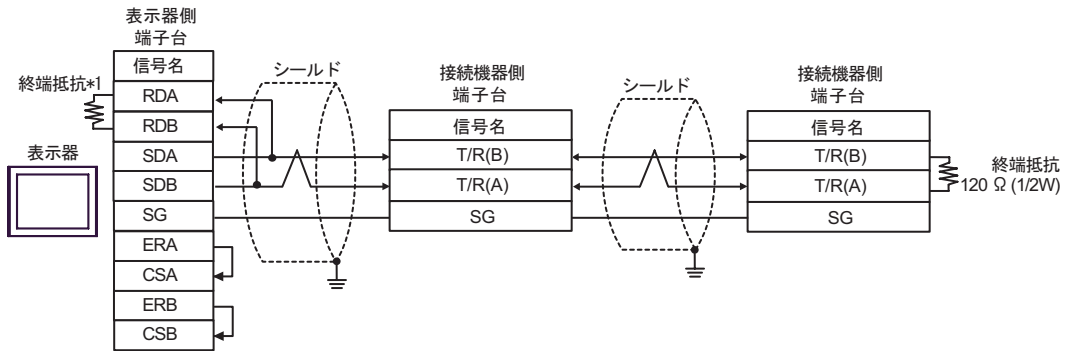 表示器側
端子台
信号名
終端抵抗*1
RDA
RDB
SDA
SDB
SG
ERA
CSA
ERB
CSB
表示器
シールド
接続機器側
端子台
信号名
T/R(B)
T/R(A)
SG
シールド
接続機器側
端子台
信号名
T/R(B)
T/R(A)
SG
終端抵抗
120 Ω (1/2W)